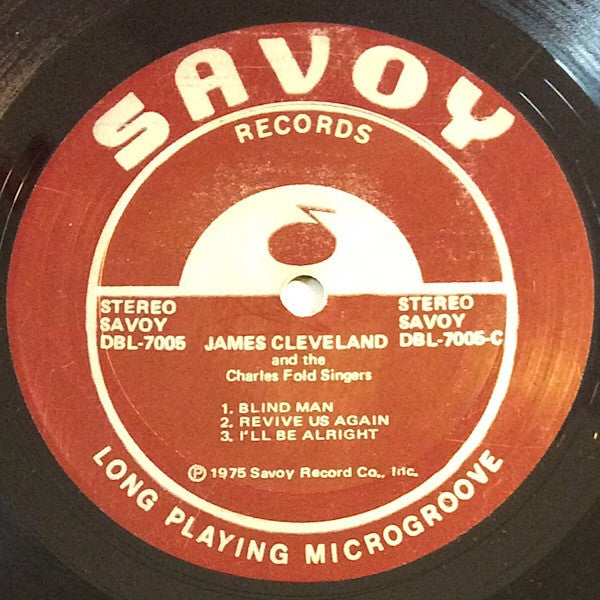 SAVOY
RECORDS
STEREO
SAVOY
DBL-7005
STEREO
SAVOY
DBL-7005-C
JAMES CLEVELAND
and the
Charles Fold Singers
1. BLIND MAN
2. REVIVE US AGAIN
3. I'LL BE ALRIGHT
Ⓟ 1975 Savoy Record Co., Inc.
LONG PLAYING MICROGROOVE